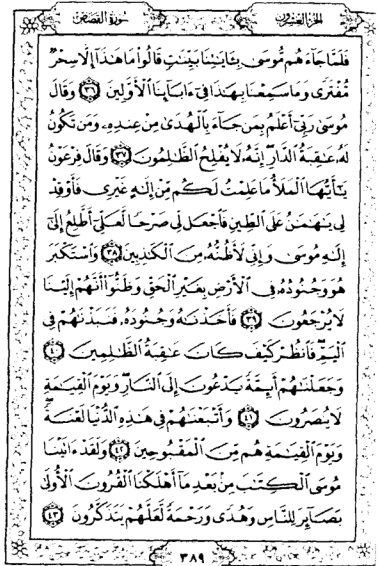 الجزء العشرون
سورة القصص
فَلَمَّا جَاءَهُم مُّوسَىٰ بِـَٔايَٰتِنَا بَيِّنَٰتٍ قَالُوا۟ مَا هَٰذَآ إِلَّا سِحْرٌ
مُّفْتَرًى وَمَا سَمِعْنَا بِهَٰذَا فِىٓ ءَابَآئِنَا ٱلْأَوَّلِينَ ٣٦ وَقَالَ
مُوسَىٰ رَبِّىٓ أَعْلَمُ بِمَن جَآءَ بِٱلْهُدَىٰ مِنْ عِندِهِۦ وَمَن تَكُونُ
لَهُۥ عَٰقِبَةُ ٱلدَّارِ ۖ إِنَّهُۥ لَا يُفْلِحُ ٱلظَّٰلِمُونَ ٣٧ وَقَالَ فِرْعَوْنُ
يَٰٓأَيُّهَا ٱلْمَلَأُ مَا عَلِمْتُ لَكُم مِّنْ إِلَٰهٍ غَيْرِى فَأَوْقِدْ
لِى يَٰهَٰمَٰنُ عَلَى ٱلطِّينِ فَٱجْعَل لِّى صَرْحًا لَّعَلِّىٓ أَطَّلِعُ إِلَىٰٓ
إِلَٰهِ مُوسَىٰ وَإِنِّى لَأَظُنُّهُۥ مِنَ ٱلْكَٰذِبِينَ ٣٨ وَٱسْتَكْبَرَ
هُوَ وَجُنُودُهُۥ فِى ٱلْأَرْضِ بِغَيْرِ ٱلْحَقِّ وَظَنُّوٓا۟ أَنَّهُمْ إِلَيْنَا
لَا يُرْجَعُونَ ٣٩ فَأَخَذْنَٰهُ وَجُنُودَهُۥ فَنَبَذْنَٰهُمْ فِى
ٱلْيَمِّ ۖ فَٱنظُرْ كَيْفَ كَانَ عَٰقِبَةُ ٱلظَّٰلِمِينَ ٤٠
وَجَعَلْنَٰهُمْ أَئِمَّةً يَدْعُونَ إِلَى ٱلنَّارِ ۖ وَيَوْمَ ٱلْقِيَٰمَةِ
لَا يُنصَرُونَ ٤١ وَأَتْبَعْنَٰهُمْ فِى هَٰذِهِ ٱلدُّنْيَا لَعْنَةً ۖ
وَيَوْمَ ٱلْقِيَٰمَةِ هُم مِّنَ ٱلْمَقْبُوحِينَ ٤٢ وَلَقَدْ ءَاتَيْنَا
مُوسَى ٱلْكِتَٰبَ مِنۢ بَعْدِ مَآ أَهْلَكْنَا ٱلْقُرُونَ ٱلْأُولَىٰ
بَصَآئِرَ لِلنَّاسِ وَهُدًى وَرَحْمَةً لَّعَلَّهُمْ يَتَذَكَّرُونَ ٤٣
٣٨٩